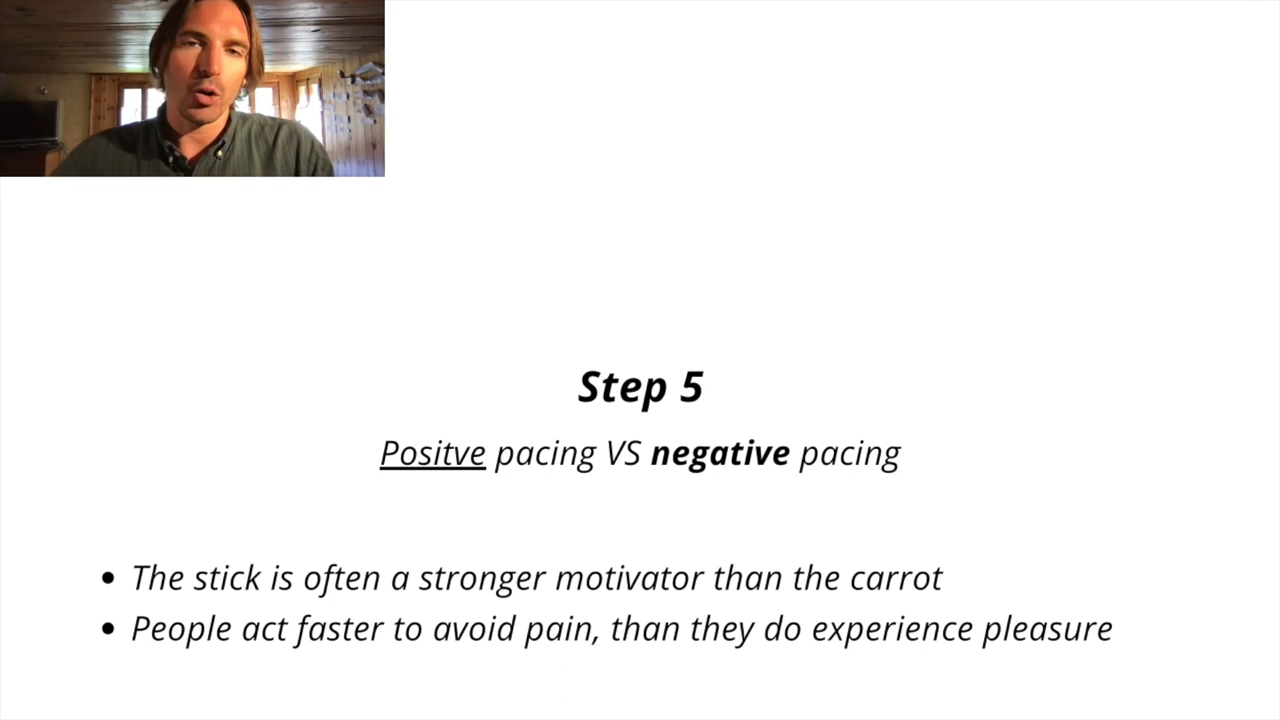 Step 5
Positve pacing VS negative pacing
• The stick is often a stronger motivator than the carrot
• People act faster to avoid pain, than they do experience pleasure